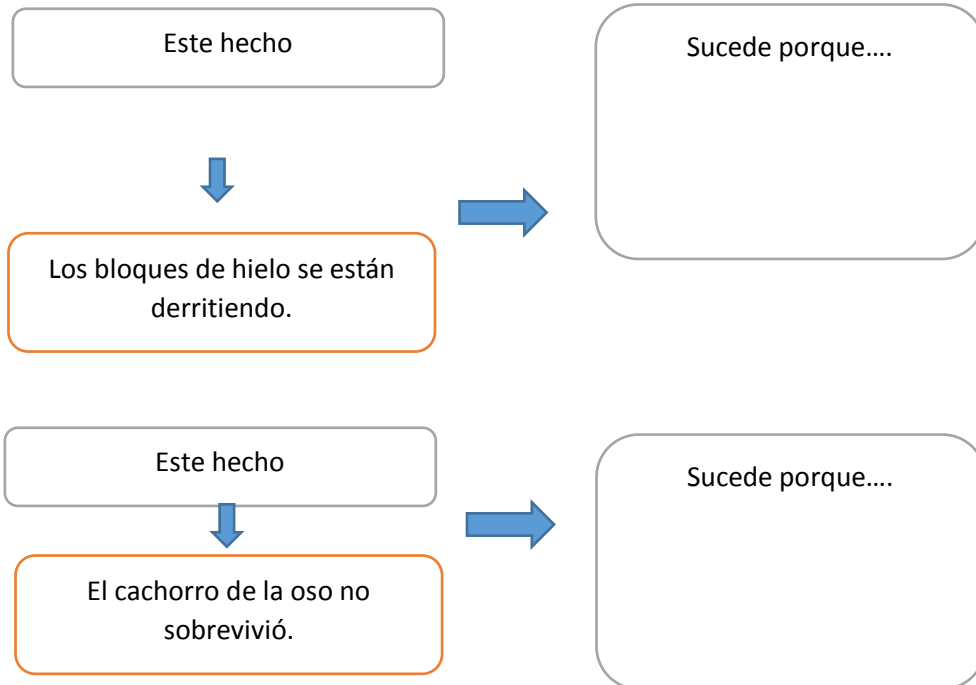 Este hecho
Sucede porque....
Los bloques de hielo se están
derritiendo.
Este hecho
Sucede porque....
El cachorro de la oso no
sobrevivió.